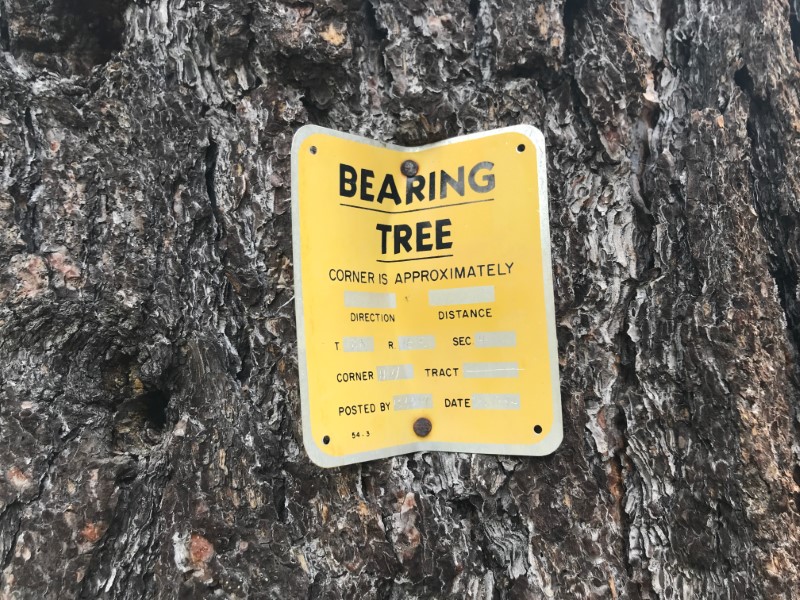 BEARING
TREE
CORNER IS APPROXIMATELY
DIRECTION DISTANCE
T. R. SEC
CORNER TRACT
POSTED BY DATE
54-3